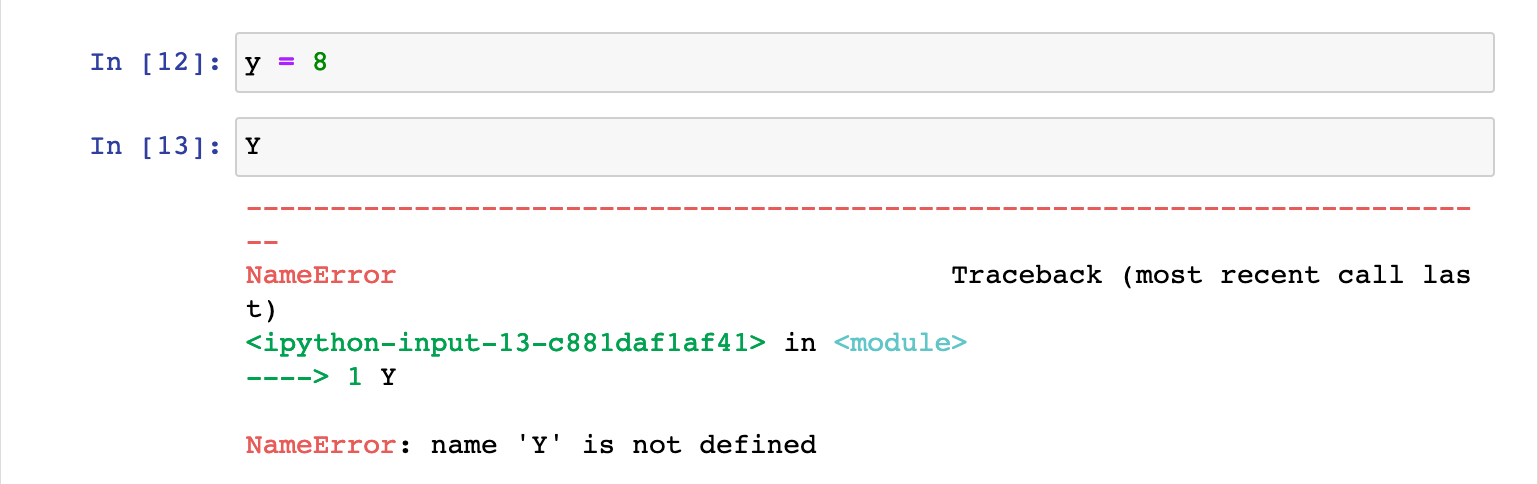 In [12]: y = 8
In [13]: Y
-------------------------------------------------------------------------
--
NameError                                 Traceback (most recent call las
t)
<ipython-input-13-c881daf1af41> in <module>
----> 1 Y
NameError: name 'Y' is not defined